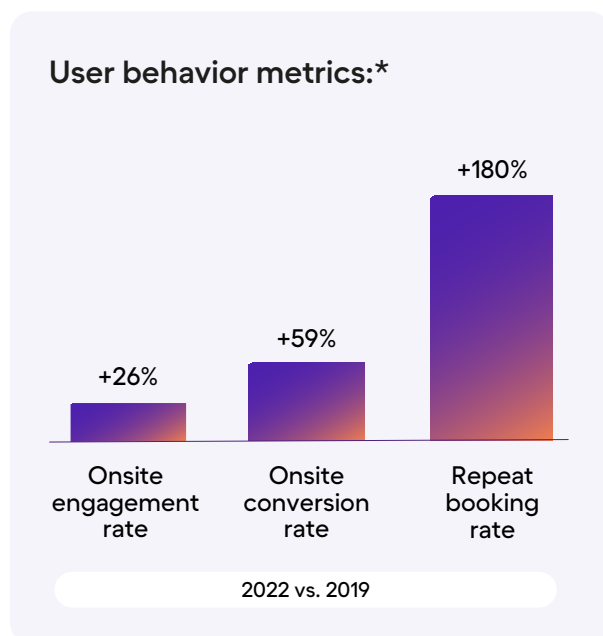 User behavior metrics:*
+180%
+59%
+26%
Onsite
engagement
rate
Onsite
conversion
rate
Repeat
booking
rate
2022 vs. 2019